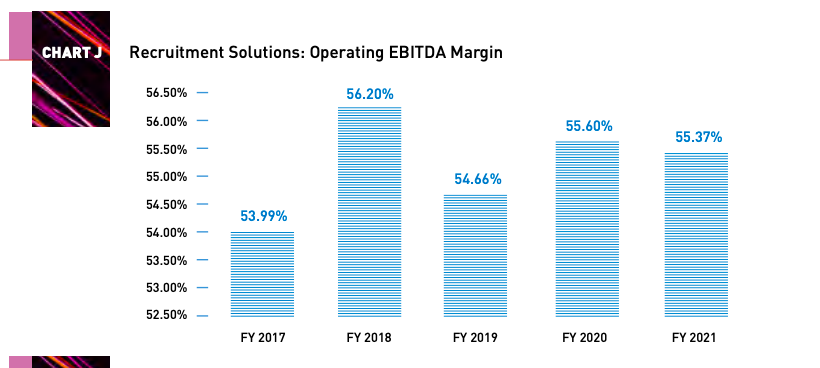 CHART J
Recruitment Solutions: Operating EBITDA Margin
56.50%
56.00%
55.50%
55.00%
54.50%
54.00%
53.50%
53.00%
52.50%
53.99%
56.20%
54.66%
55.60%
55.37%
FY 2017
FY 2018
FY 2019
FY 2020
FY 2021